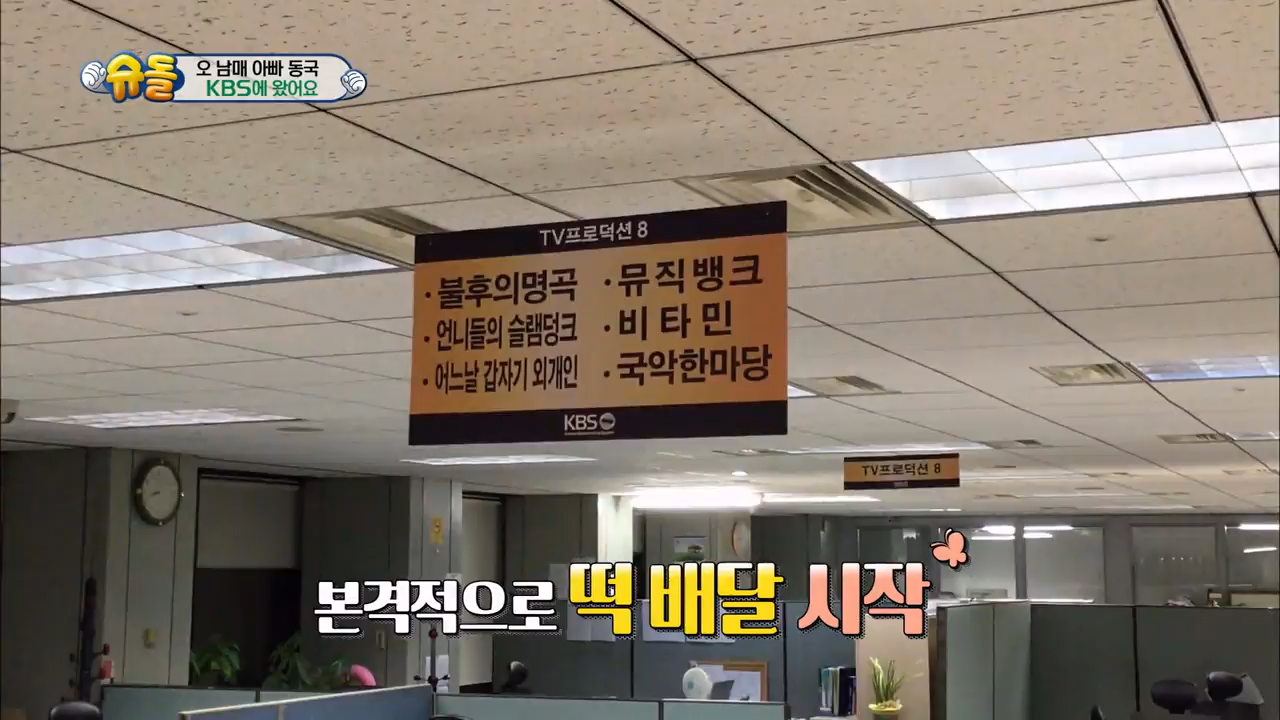 슈돌
오 남매 아빠 동국
KBS에 왔어요
TV프로덕션 8
·불후의명곡
·뮤직뱅크
·언니들의 슬램덩크
·비타민
·어느날 갑자기 외개인
·국악한마당
KBS
TV프로덕션 8
본격적으로 떡 배달 시작